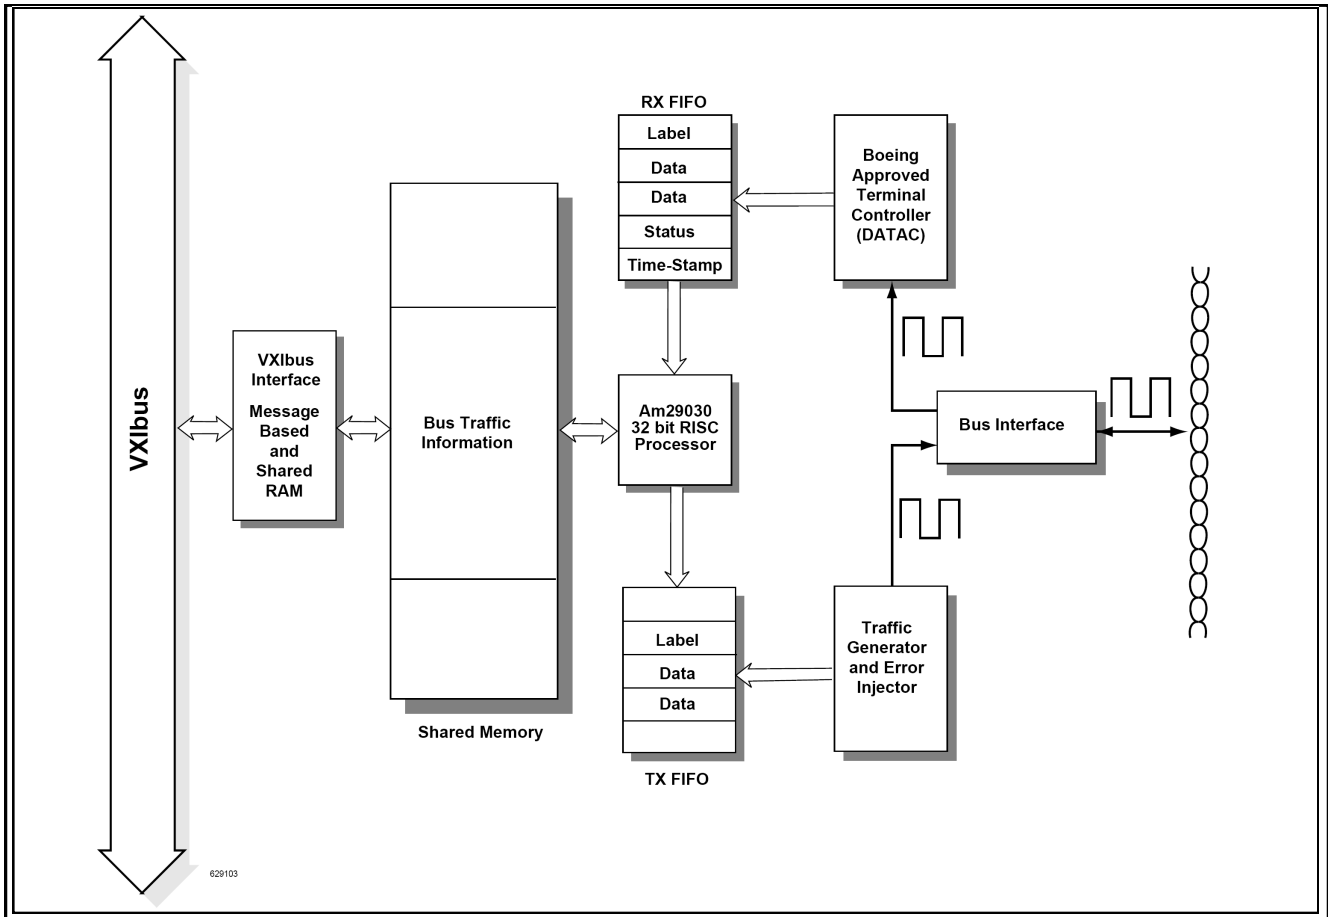 RX FIFO
Label
Data
Data
Status
Time-Stamp
Boeing
Approved
Terminal
Controller
(DATAC)
VXIbus
VXIbus
Interface
Message
Based
and
Shared
RAM
Bus Traffic
Information
Am29030
32 bit RISC
Processor
Bus Interface
Label
Data
Data
Traffic
Generator
and Error
Injector
Shared Memory
TX FIFO
629103